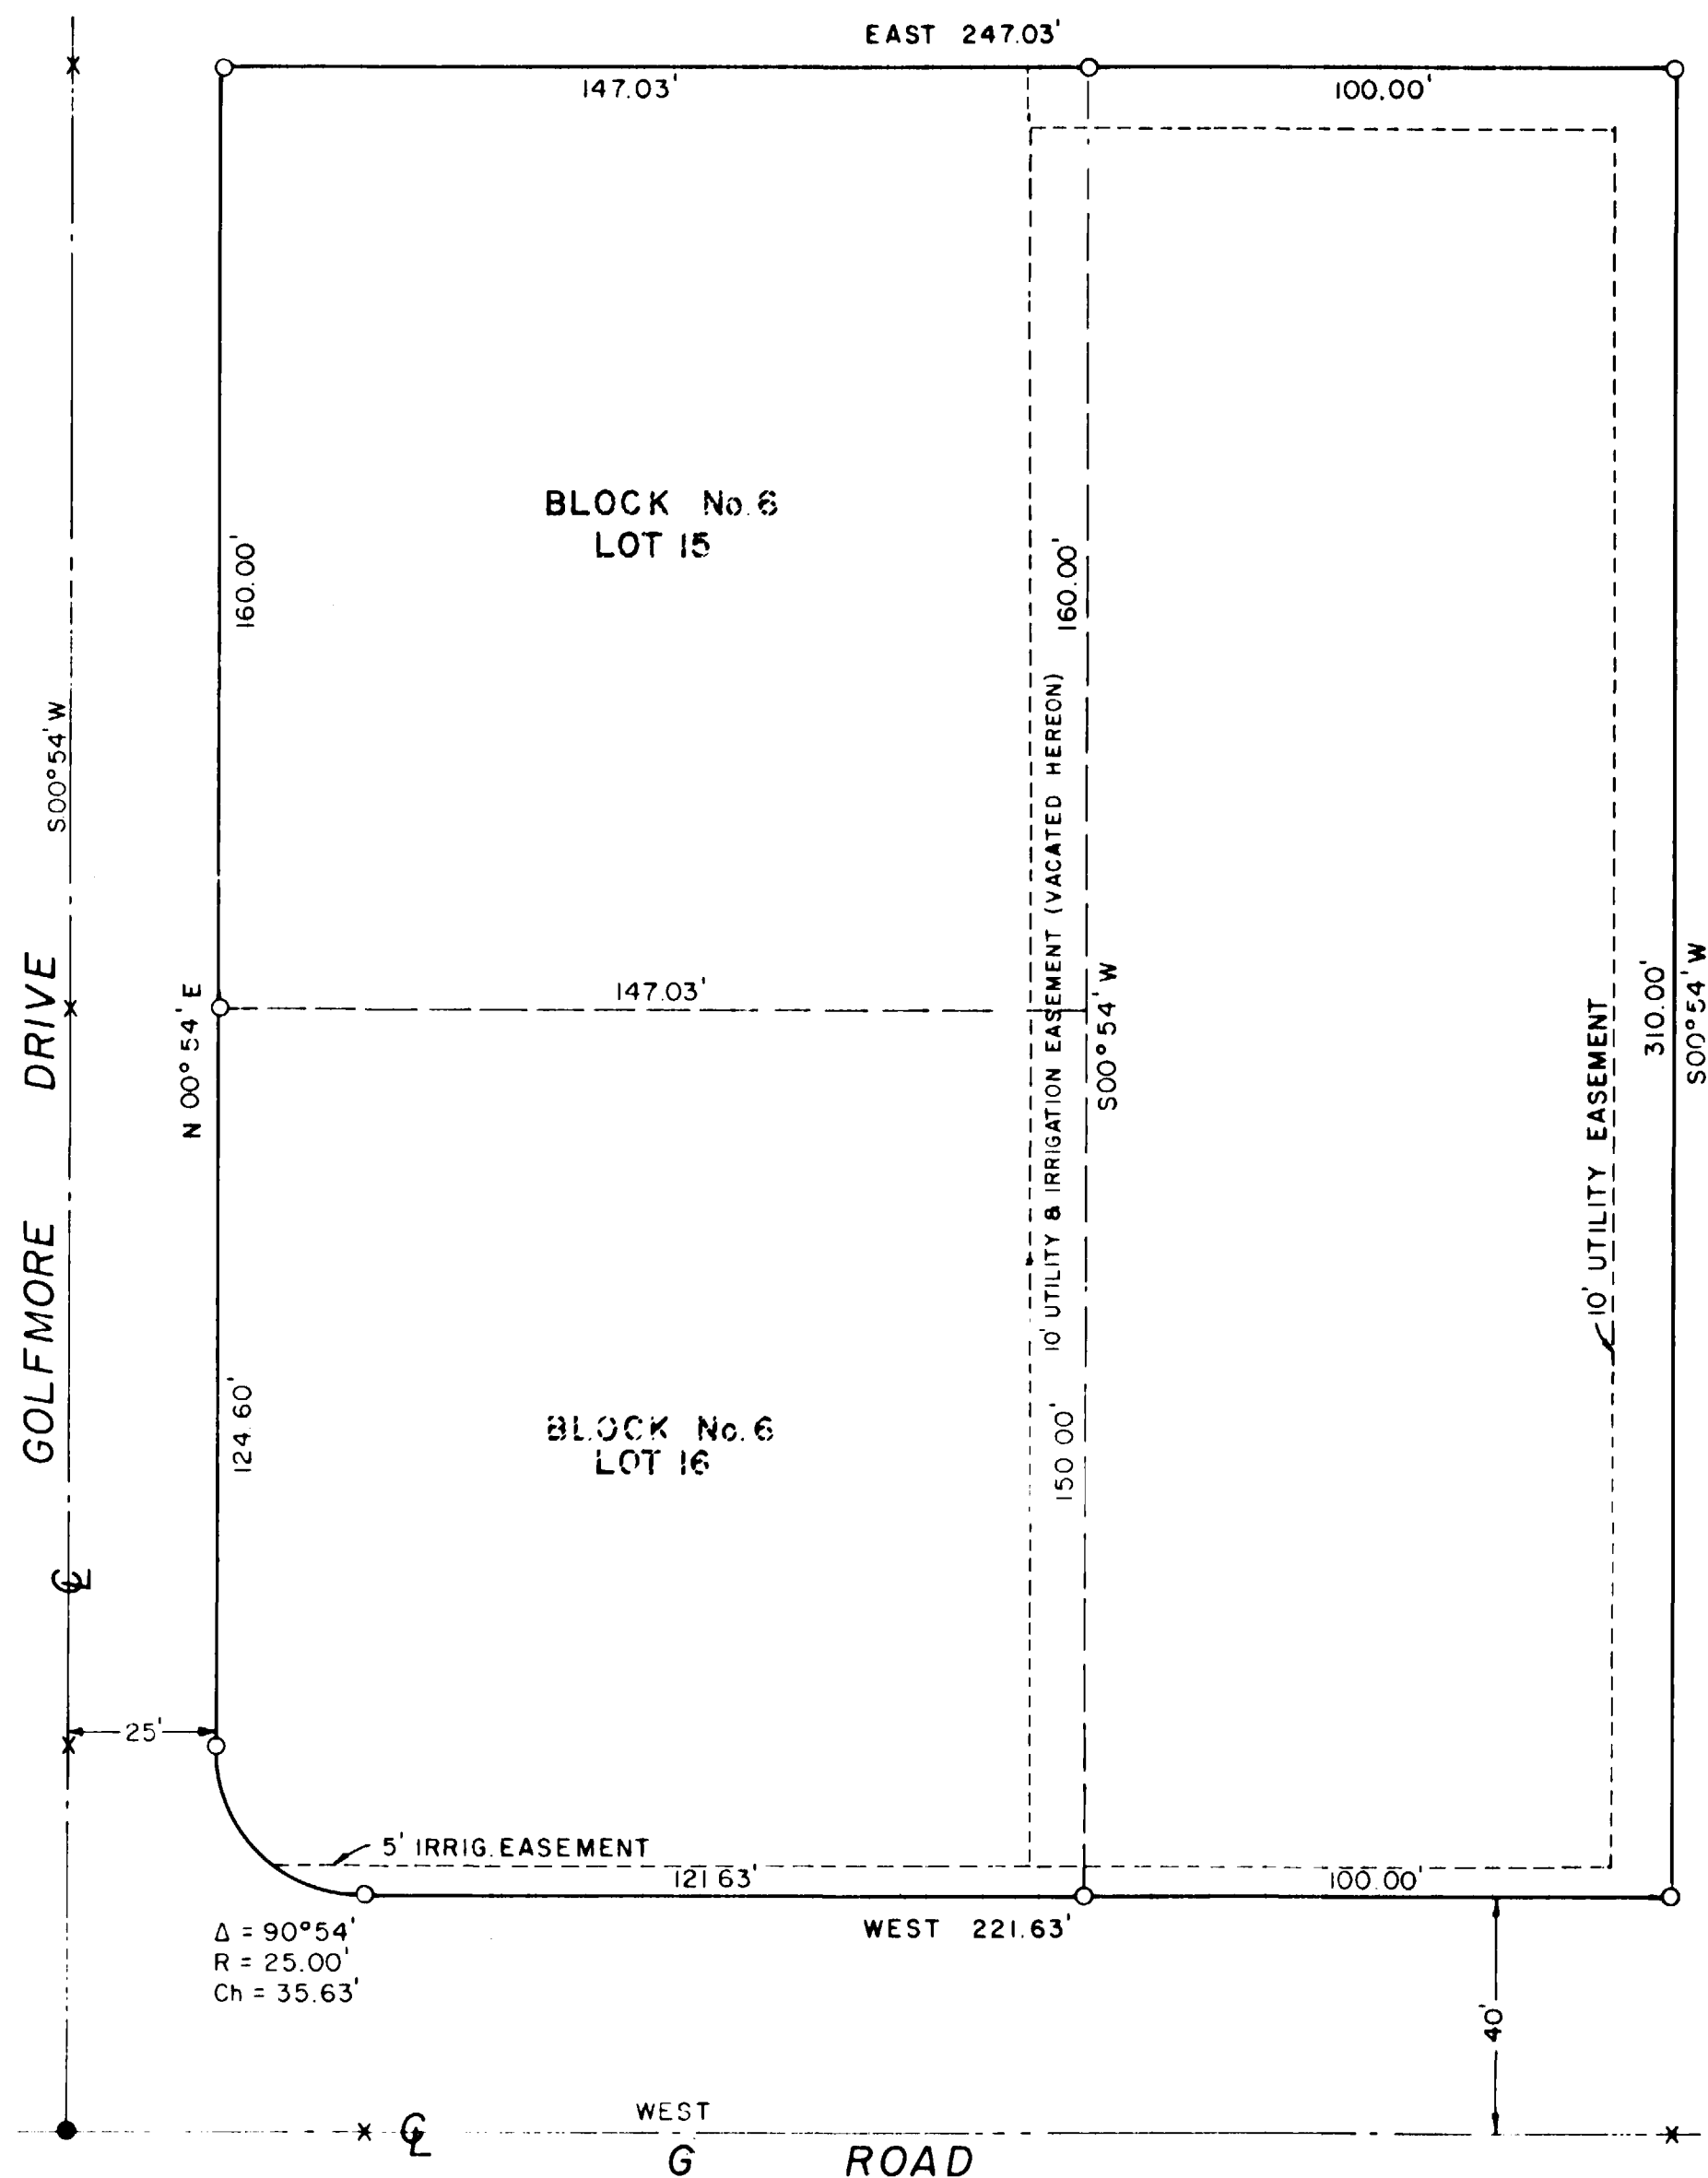 EAST 247.03'
147.03'
100.00'
BLOCK No. 6
LOT 15
160.00'
160.00'
S00°54'W
10' UTILITY & IRRIGATION EASEMENT (VACATED HEREON)
GOLFMORE DRIVE
N 00°54' E
147.03'
S00°54' W
310.00'
S00°54' W
10' UTILITY EASEMENT
124.60'
BLOCK No. 6
LOT 16
150 00'
℄
25'
5' IRRIG. EASEMENT
121 63'
100.00'
WEST 221.63'
Δ = 90°54'
R = 25.00'
Ch = 35.63'
40'
WEST
℄
G ROAD